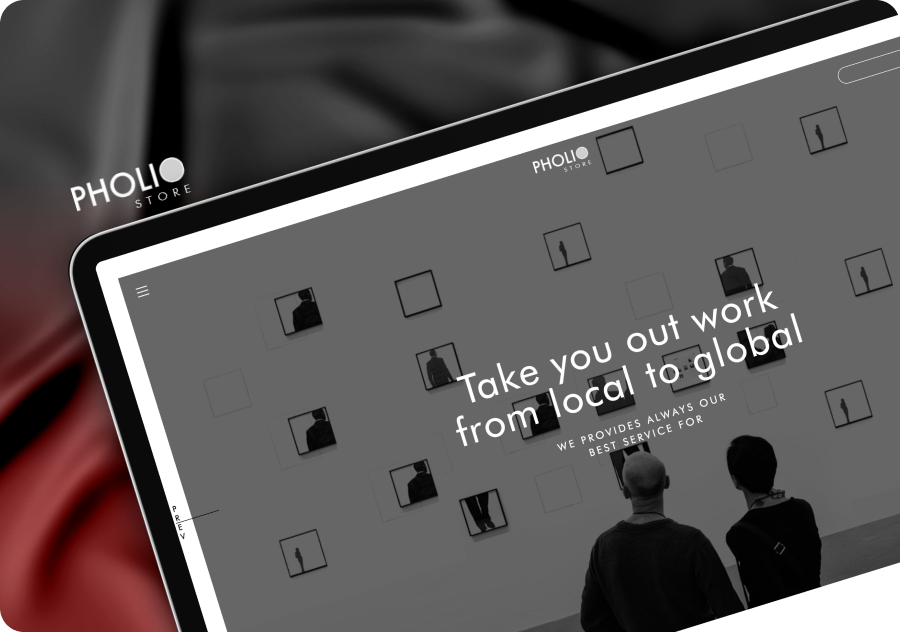 PHOLIO
STORE
PHOLIO
STORE
Take you out work
from local to global
WE PROVIDES ALWAYS OUR
BEST SERVICE FOR
PREV